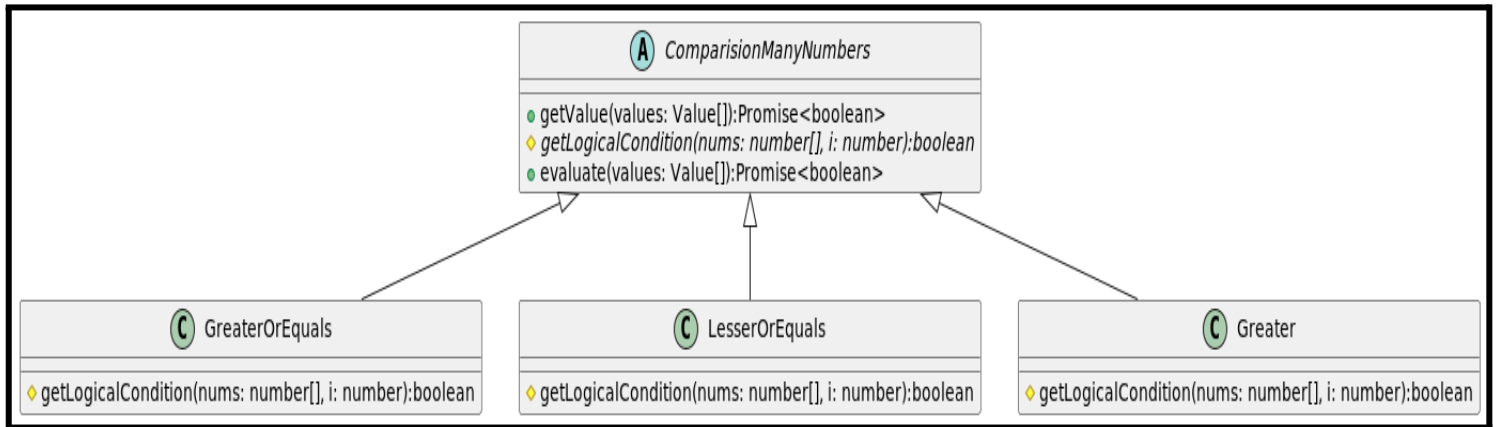 A ComparisionManyNumbers
getValue(values: Value[]):Promise<boolean>
getLogicalCondition(nums: number[], i: number):boolean
evaluate(values: Value[]):Promise<boolean>
C GreaterOrEquals
getLogicalCondition(nums: number[], i: number):boolean
C LesserOrEquals
getLogicalCondition(nums: number[], i: number):boolean
C Greater
getLogicalCondition(nums: number[], i: number):boolean